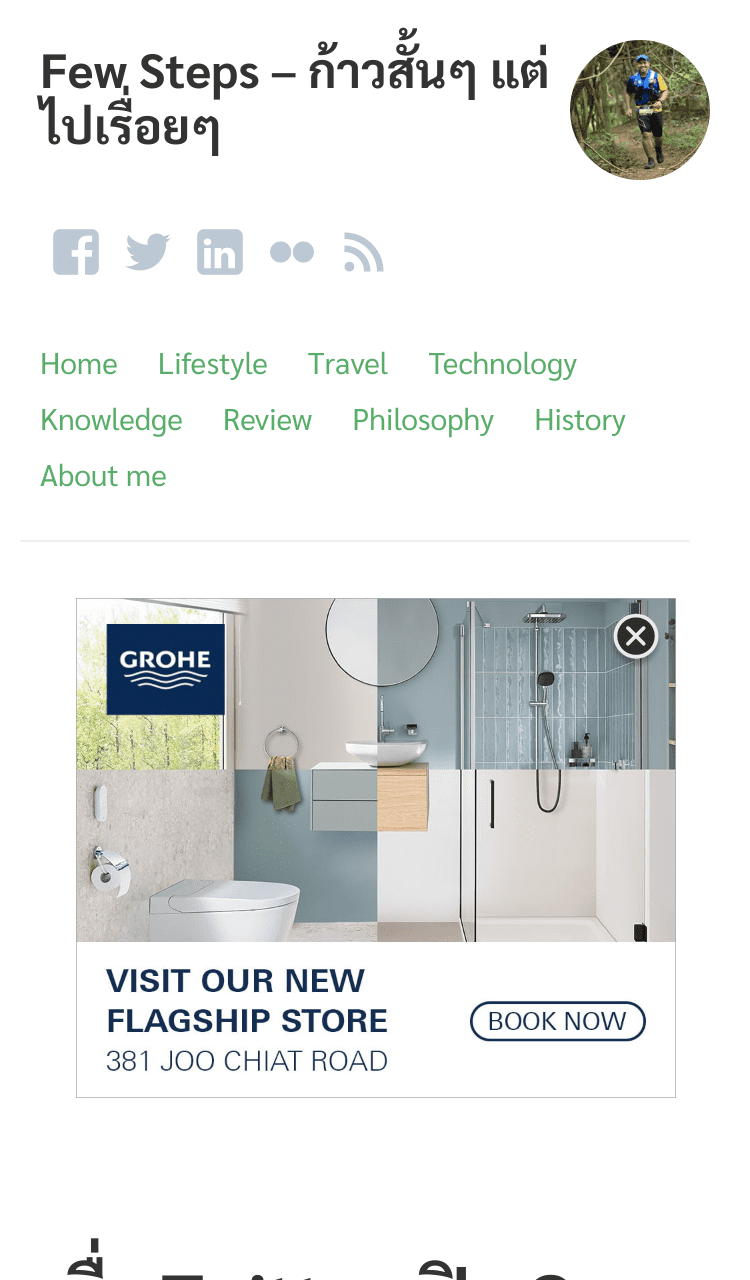 Few Steps – ก้าวสั้นๆ แต่
ไปเรื่อยๆ
Home Lifestyle Travel Technology
Knowledge Review Philosophy History
About me
GROHE
VISIT OUR NEW
FLAGSHIP STORE
381 JOO CHIAT ROAD
BOOK NOW